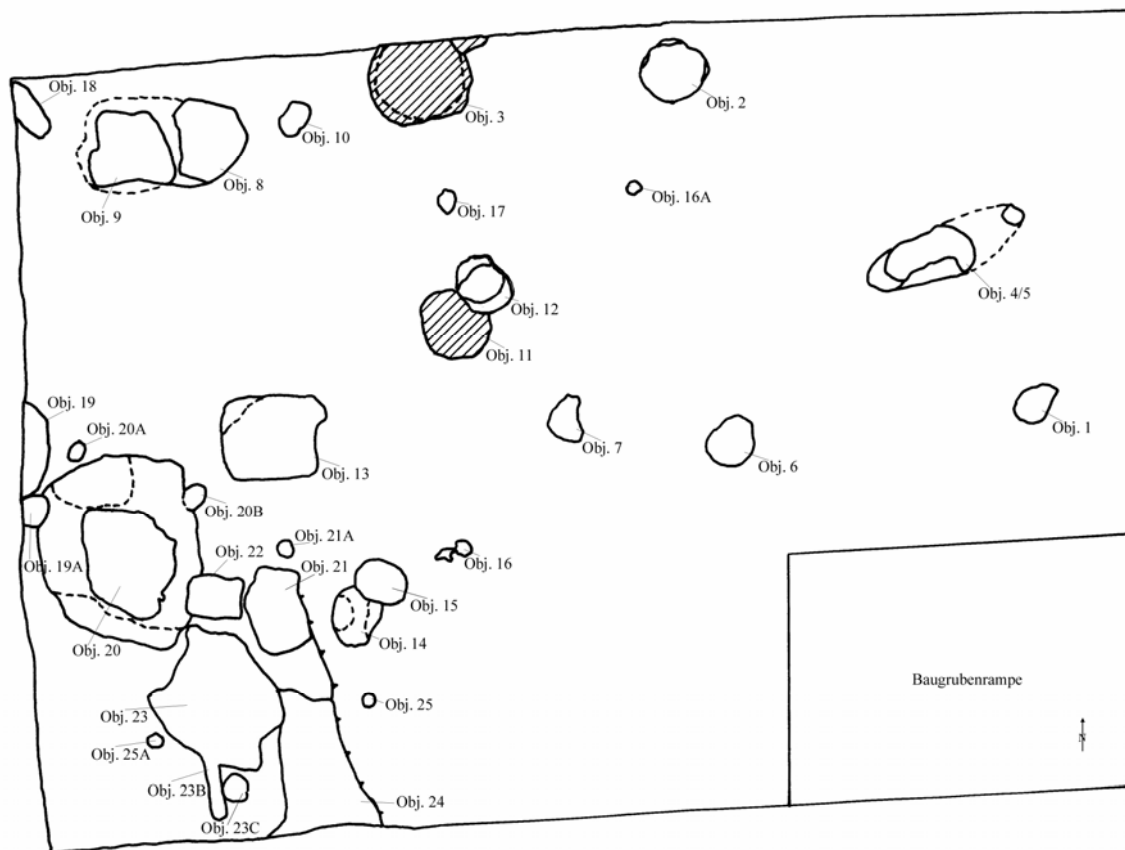 Obj. 18
Obj. 3
Obj. 2
Obj. 10
Obj. 8
Obj. 9
Obj. 17
Obj. 16A
Obj. 4/5
Obj. 12
Obj. 11
Obj. 19
Obj. 20A
Obj. 13
Obj. 7
Obj. 6
Obj. 1
Obj. 20B
Obj. 21A
Obj. 22
Obj. 21
Obj. 16
Obj. 19A
Obj. 15
Obj. 20
Obj. 14
Baugrubenrampe
Obj. 23
Obj. 25
N
Obj. 25A
Obj. 23B
Obj. 24
Obj. 23C